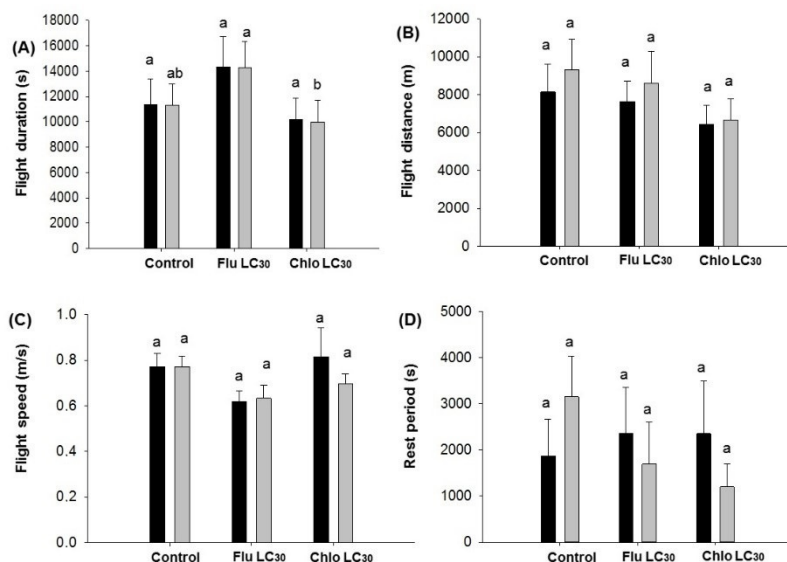 (A)
Flight duration (s)
18000
16000
14000
12000
10000
8000
6000
4000
2000
0
a ab a a a b
Control Flu LC30 Chlo LC30
(B)
Flight distance (m)
12000
10000
8000
6000
4000
2000
0
a a a a a a
Control Flu LC30 Chlo LC30
(C)
Flight speed (m/s)
1.0
0.8
0.6
0.4
0.2
0.0
a a a a a a
Control Flu LC30 Chlo LC30
(D)
Rest period (s)
5000
4000
3000
2000
1000
0
a a a a a a
Control Flu LC30 Chlo LC30